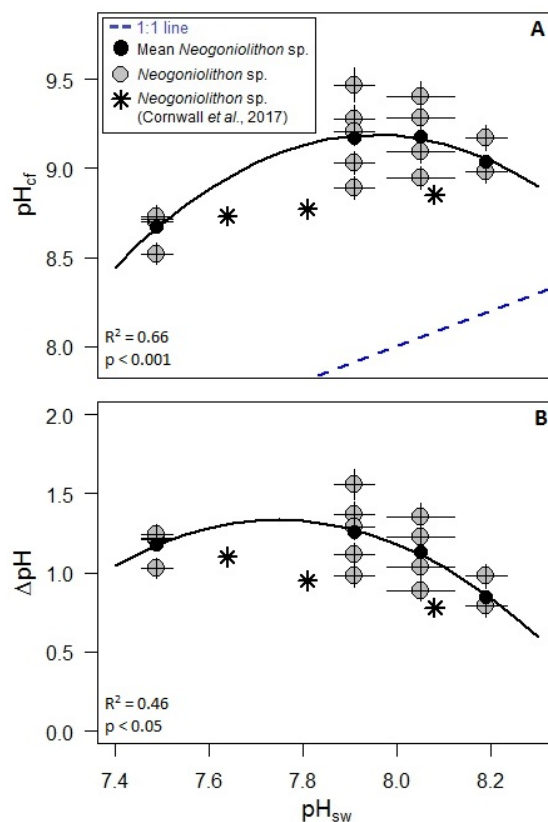 1:1 line
Mean Neogoniolithon sp.
Neogoniolithon sp.
Neogoniolithon sp.
(Cornwall et al., 2017)
A
9.5
9.0
8.5
8.0
pHcf
R² = 0.66
p < 0.001
B
2.0
1.5
1.0
0.5
0.0
ΔpH
R² = 0.46
p < 0.05
7.4 7.6 7.8 8.0 8.2
pHsw